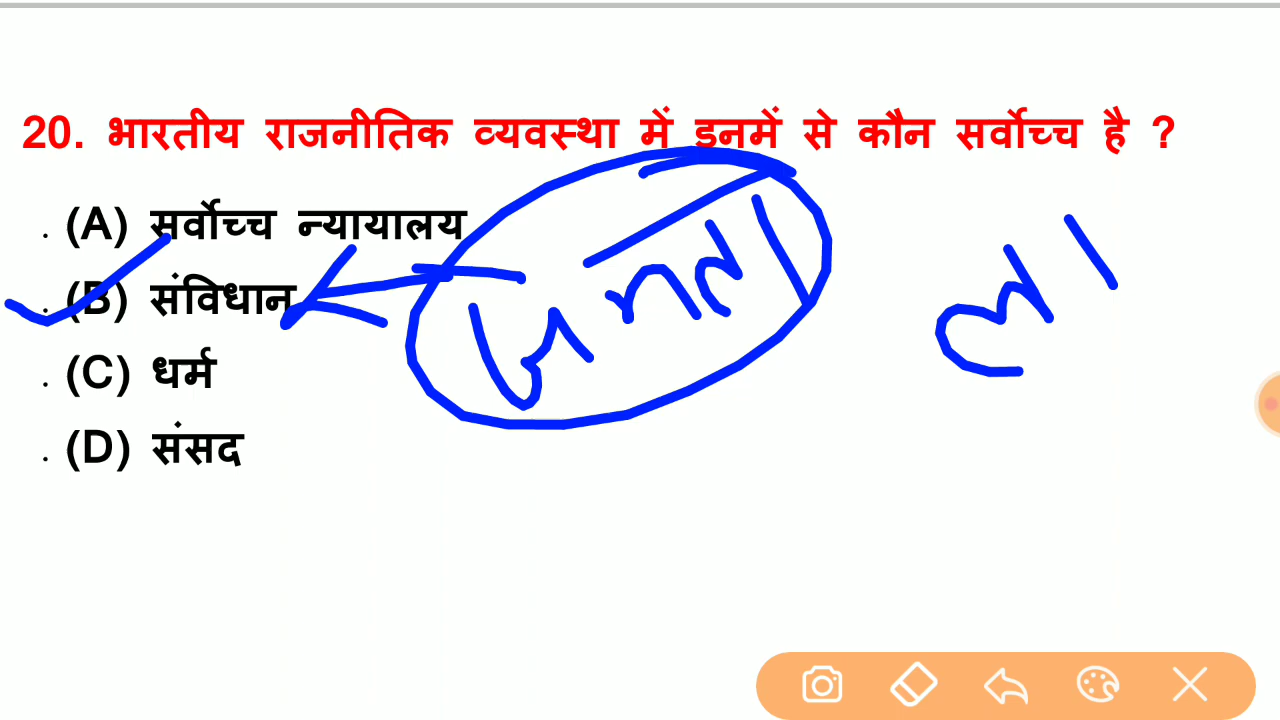 20. भारतीय राजनीतिक व्यवस्था में इनमें से कौन सर्वोच्च है ?
. (A) सर्वोच्च न्यायालय
. (B) संविधान
जनता
. (C) धर्म
. (D) संसद